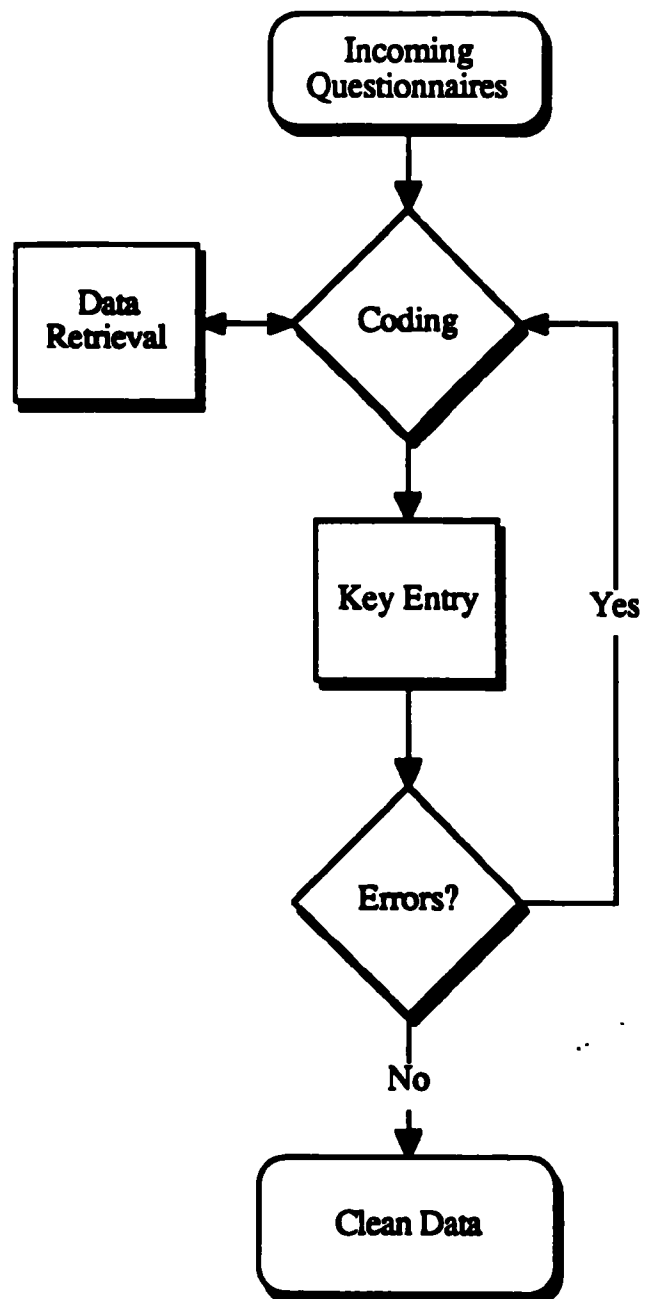 Incoming
Questionnaires
Data
Retrieval
Coding
Key Entry
Yes
Errors?
No
Clean Data